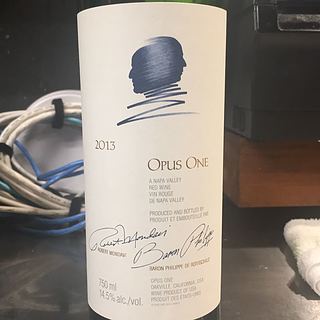 2013
OPUS ONE
A NAPA VALLEY
RED WINE
VIN ROUGE
DE NAPA VALLEY
PRODUCED AND BOTTLED BY
PRODUIT ET EMBOUTEILLÉ PAR
ROBERT MONDAVI
BARON PHILIPPE DE ROTHSCHILD
OPUS ONE
OAKVILLE, CALIFORNIA, USA
WINE PRODUCT OF USA
PRODUIT DES ÉTATS-UNIS
750 ml
14.5% alc./vol.